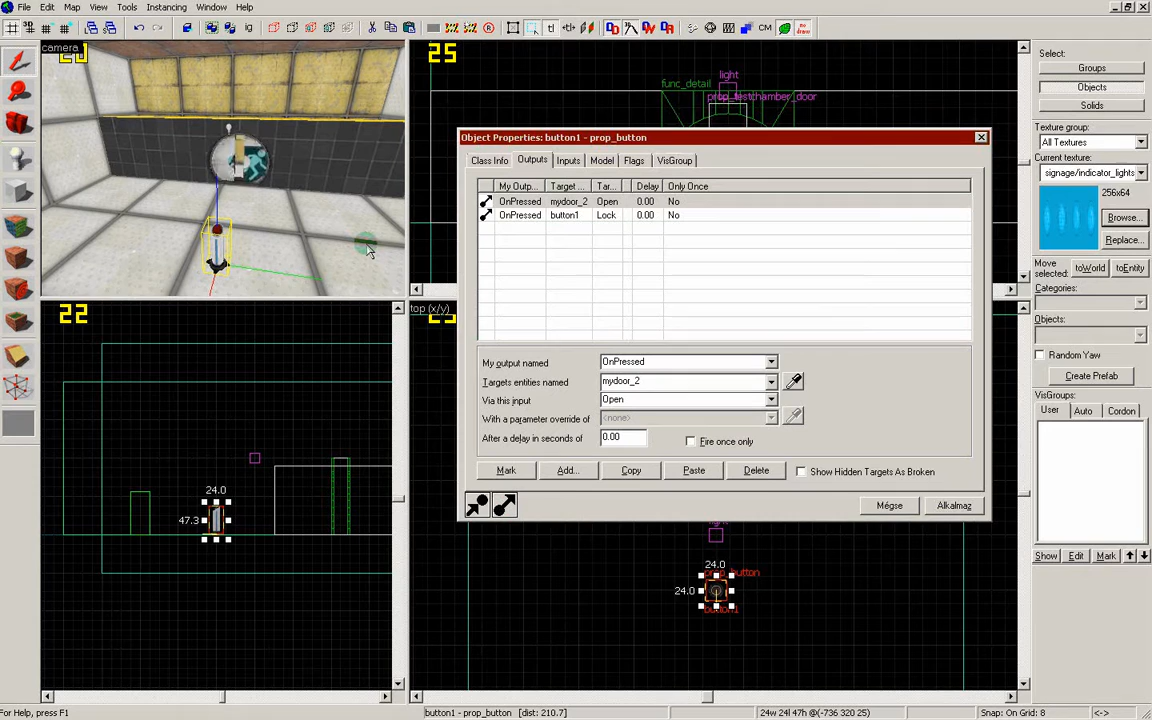 File Edit Map View Tools Instancing Window Help
camera
25
light
func_detail
prop_testchamber_door
22
24.0
47.3
top (x/y)
Object Properties: button1 - prop_button
Class Info Outputs Inputs Model Flags VisGroup
My Outp... Target ... Tar... Delay Only Once
OnPressed mydoor_2 Open 0.00 No
OnPressed button1 Lock 0.00 No
My output named OnPressed
Targets entities named mydoor_2
Via this input Open
With a parameter override of <none>
After a delay in seconds of 0.00 Fire once only
Mark Add... Copy Paste Delete Show Hidden Targets As Broken
Mégse Alkalmaz
light
24.0
prop_button
24.0
button1
Select:
Groups
Objects
Solids
Texture group:
All Textures
Current texture:
signage/indicator_lights
256x64
Browse...
Replace...
Move selected: toWorld toEntity
Categories:
Objects:
Random Yaw
Create Prefab
VisGroups:
User Auto Cordon
Show Edit Mark
For Help, press F1
button1 - prop_button [dist: 210.7]
24w 24l 47h @(-736 320 25)
Snap: On Grid: 8
<->